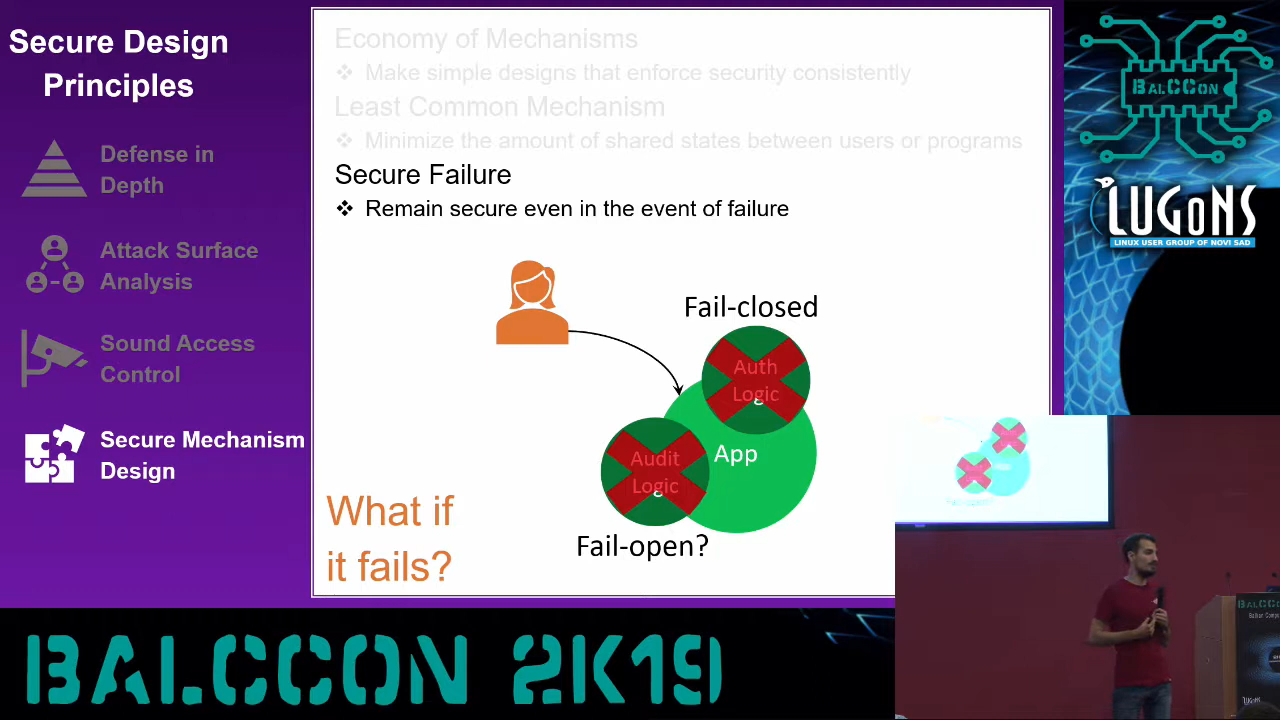 Secure Design
Principles
Defense in
Depth
Attack Surface
Analysis
Sound Access
Control
Secure Mechanism
Design
Economy of Mechanisms
❖ Make simple designs that enforce security consistently
Least Common Mechanism
❖ Minimize the amount of shared states between users or programs
Secure Failure
❖ Remain secure even in the event of failure
Fail-closed
Auth
Logic
App
Audit
Logic
Fail-open?
What if
it fails?
BALCCON
LUGONS
LINUX USER GROUP OF NOVI SAD
BALCCON 2K19